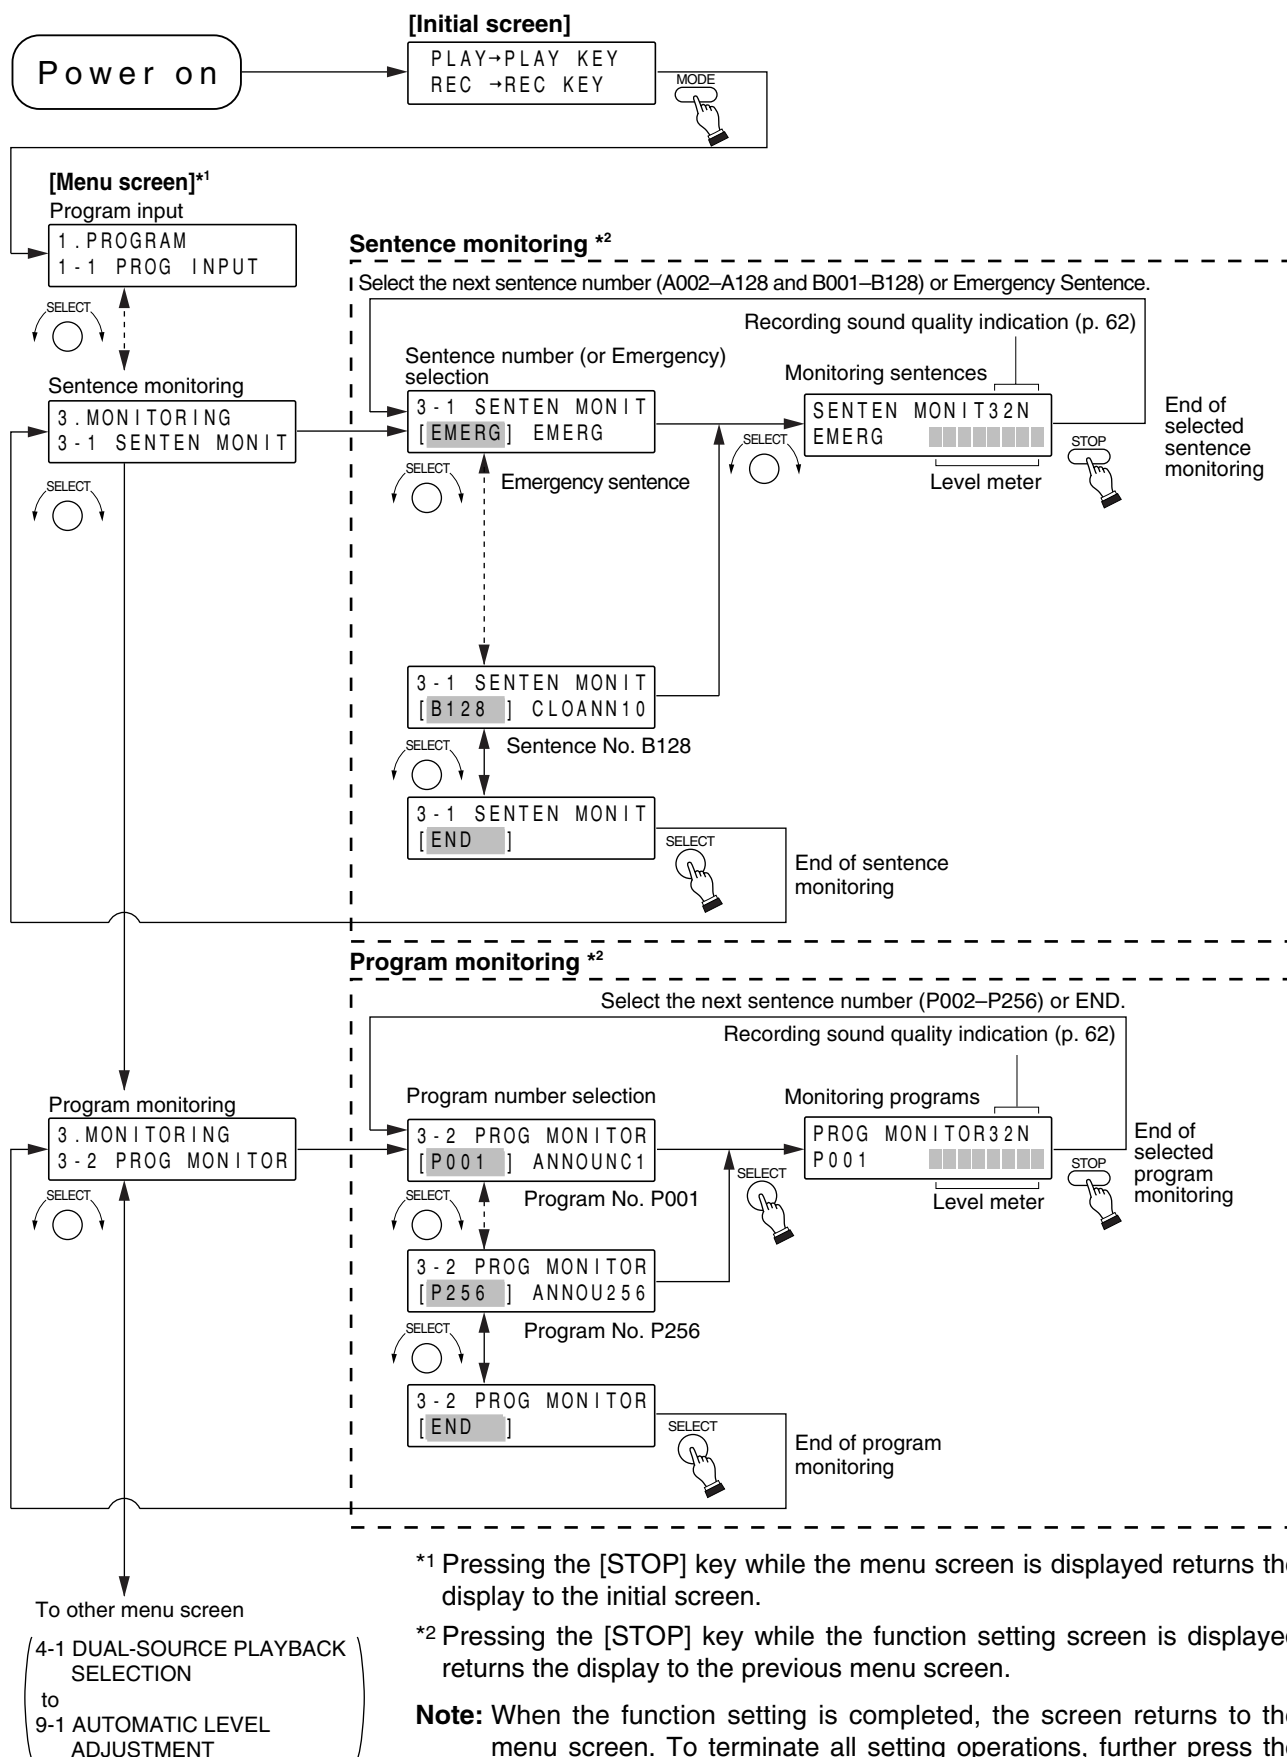 [Initial screen]
Power on
PLAY→PLAY KEY
REC →REC KEY
MODE
[Menu screen]*1
Program input
1.PROGRAM
1-1 PROG INPUT
SELECT
Sentence monitoring
3.MONITORING
3-1 SENTEN MONIT
SELECT
Sentence monitoring *2
Select the next sentence number (A002–A128 and B001–B128) or Emergency Sentence.
Recording sound quality indication (p. 62)
Sentence number (or Emergency)
selection
3-1 SENTEN MONIT
[EMERG] EMERG
SELECT
Emergency sentence
Monitoring sentences
SENTEN MONIT32N
EMERG
SELECT
Level meter
STOP
End of
selected
sentence
monitoring
3-1 SENTEN MONIT
[B128 ] CLOANN10
SELECT
Sentence No. B128
3-1 SENTEN MONIT
[END ]
SELECT
End of sentence
monitoring
Program monitoring *2
Select the next sentence number (P002–P256) or END.
Recording sound quality indication (p. 62)
Program monitoring
3.MONITORING
3-2 PROG MONITOR
SELECT
Program number selection
3-2 PROG MONITOR
[P001 ] ANNOUNC1
SELECT
Program No. P001
Monitoring programs
PROG MONITOR32N
P001
SELECT
Level meter
STOP
End of
selected
program
monitoring
3-2 PROG MONITOR
[P256 ] ANNOU256
SELECT
Program No. P256
3-2 PROG MONITOR
[END ]
SELECT
End of program
monitoring
To other menu screen
4-1 DUAL-SOURCE PLAYBACK
SELECTION
to
9-1 AUTOMATIC LEVEL
ADJUSTMENT
*1 Pressing the [STOP] key while the menu screen is displayed returns the
display to the initial screen.
*2 Pressing the [STOP] key while the function setting screen is displayed
returns the display to the previous menu screen.
Note: When the function setting is completed, the screen returns to the
menu screen. To terminate all setting operations, further press the